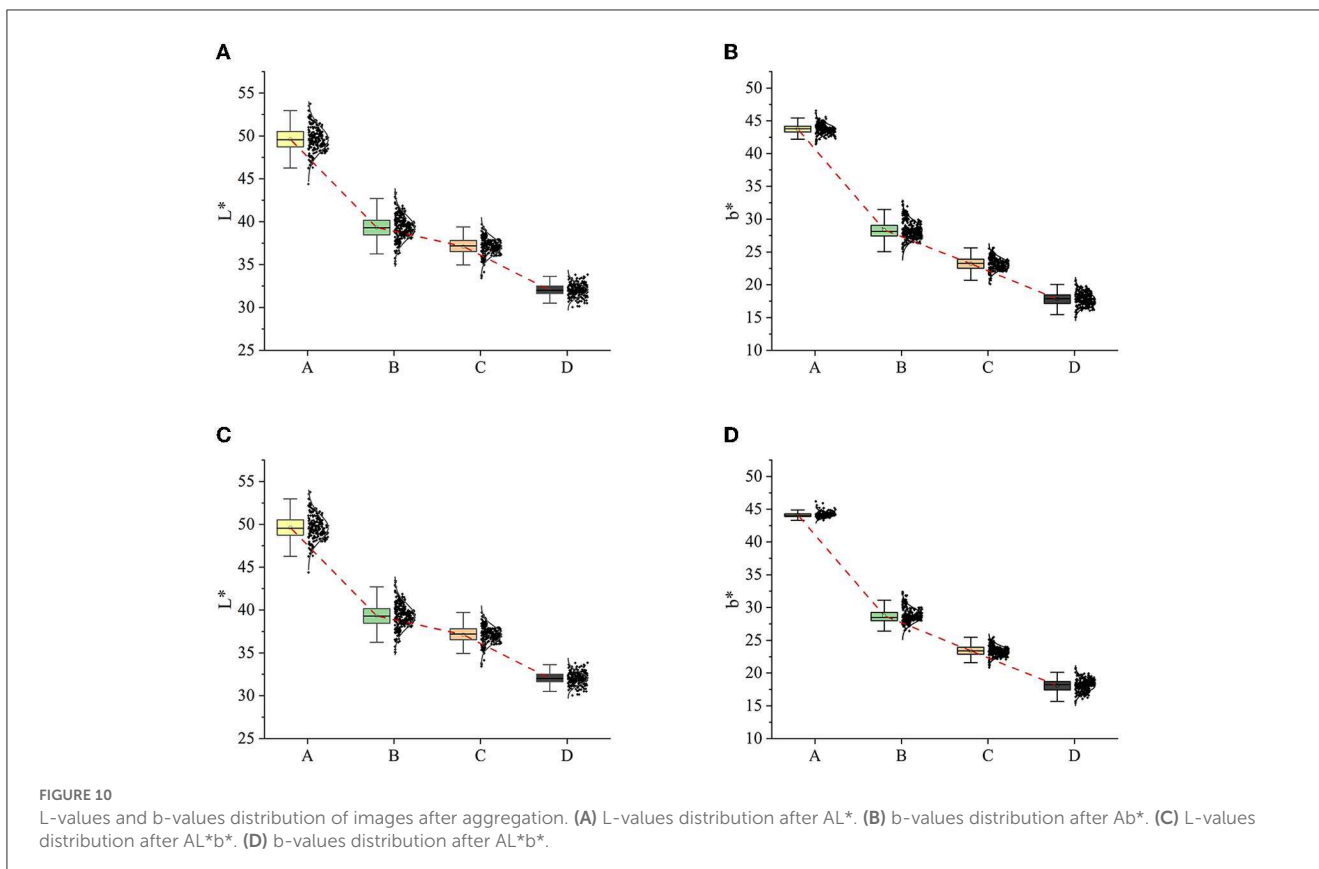 A
55
50
45
40
35
30
25
L*
A
B
C
D
B
50
45
40
35
30
25
20
15
10
b*
A
B
C
D
C
55
50
45
40
35
30
25
L*
A
B
C
D
D
50
45
40
35
30
25
20
15
10
b*
A
B
C
D
FIGURE 10
L-values and b-values distribution of images after aggregation. (A) L-values distribution after AL*. (B) b-values distribution after Ab*. (C) L-values
distribution after AL*b*. (D) b-values distribution after AL*b*.